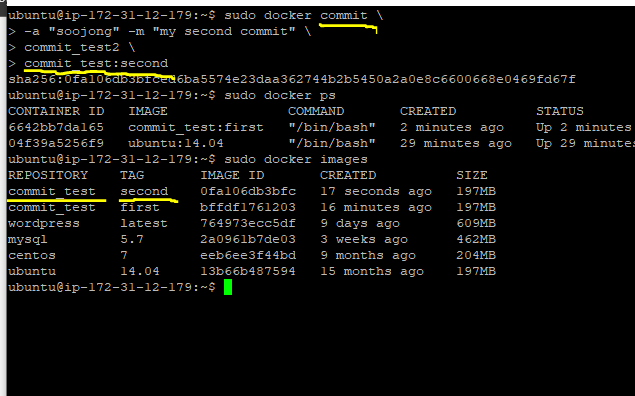 ubuntu@ip-172-31-12-179:~$ sudo docker commit \
> -a "soojong" -m "my second commit" \
> commit_test2 \
> commit_test:second
sha256:0fa106db3bfced6ba5574e23daa362744b2b5450a2a0e8c6600668e0469fd67f
ubuntu@ip-172-31-12-179:~$ sudo docker ps
CONTAINER ID IMAGE COMMAND CREATED STATUS
6642bb7da165 commit_test:first "/bin/bash" 2 minutes ago Up 2 minutes
04f39a5256f9 ubuntu:14.04 "/bin/bash" 29 minutes ago Up 29 minutes
ubuntu@ip-172-31-12-179:~$ sudo docker images
REPOSITORY TAG IMAGE ID CREATED SIZE
commit_test second 0fa106db3bfc 17 seconds ago 197MB
commit_test first bffdf1761203 16 minutes ago 197MB
wordpress latest 764973ecc5df 9 days ago 609MB
mysql 5.7 2a0961b7de03 3 weeks ago 462MB
centos 7 eeb6ee3f44bd 9 months ago 204MB
ubuntu 14.04 13b66b487594 15 months ago 197MB
ubuntu@ip-172-31-12-179:~$